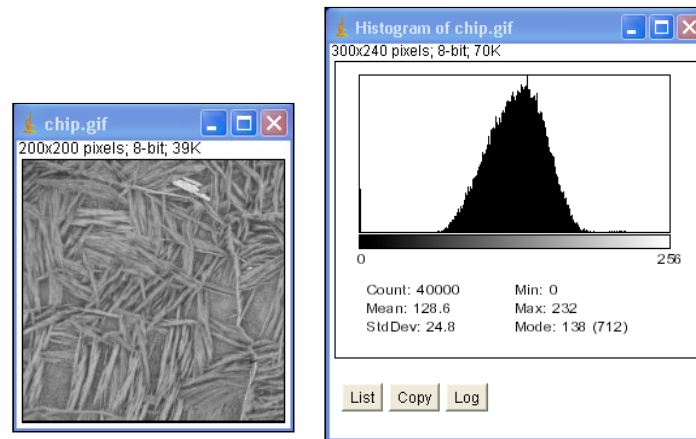 chip.gif
200x200 pixels; 8-bit; 39K
Histogram of chip.gif
300x240 pixels; 8-bit; 70K
0 256
Count: 40000 Min: 0
Mean: 128.6 Max: 232
StdDev: 24.8 Mode: 138 (712)
List Copy Log